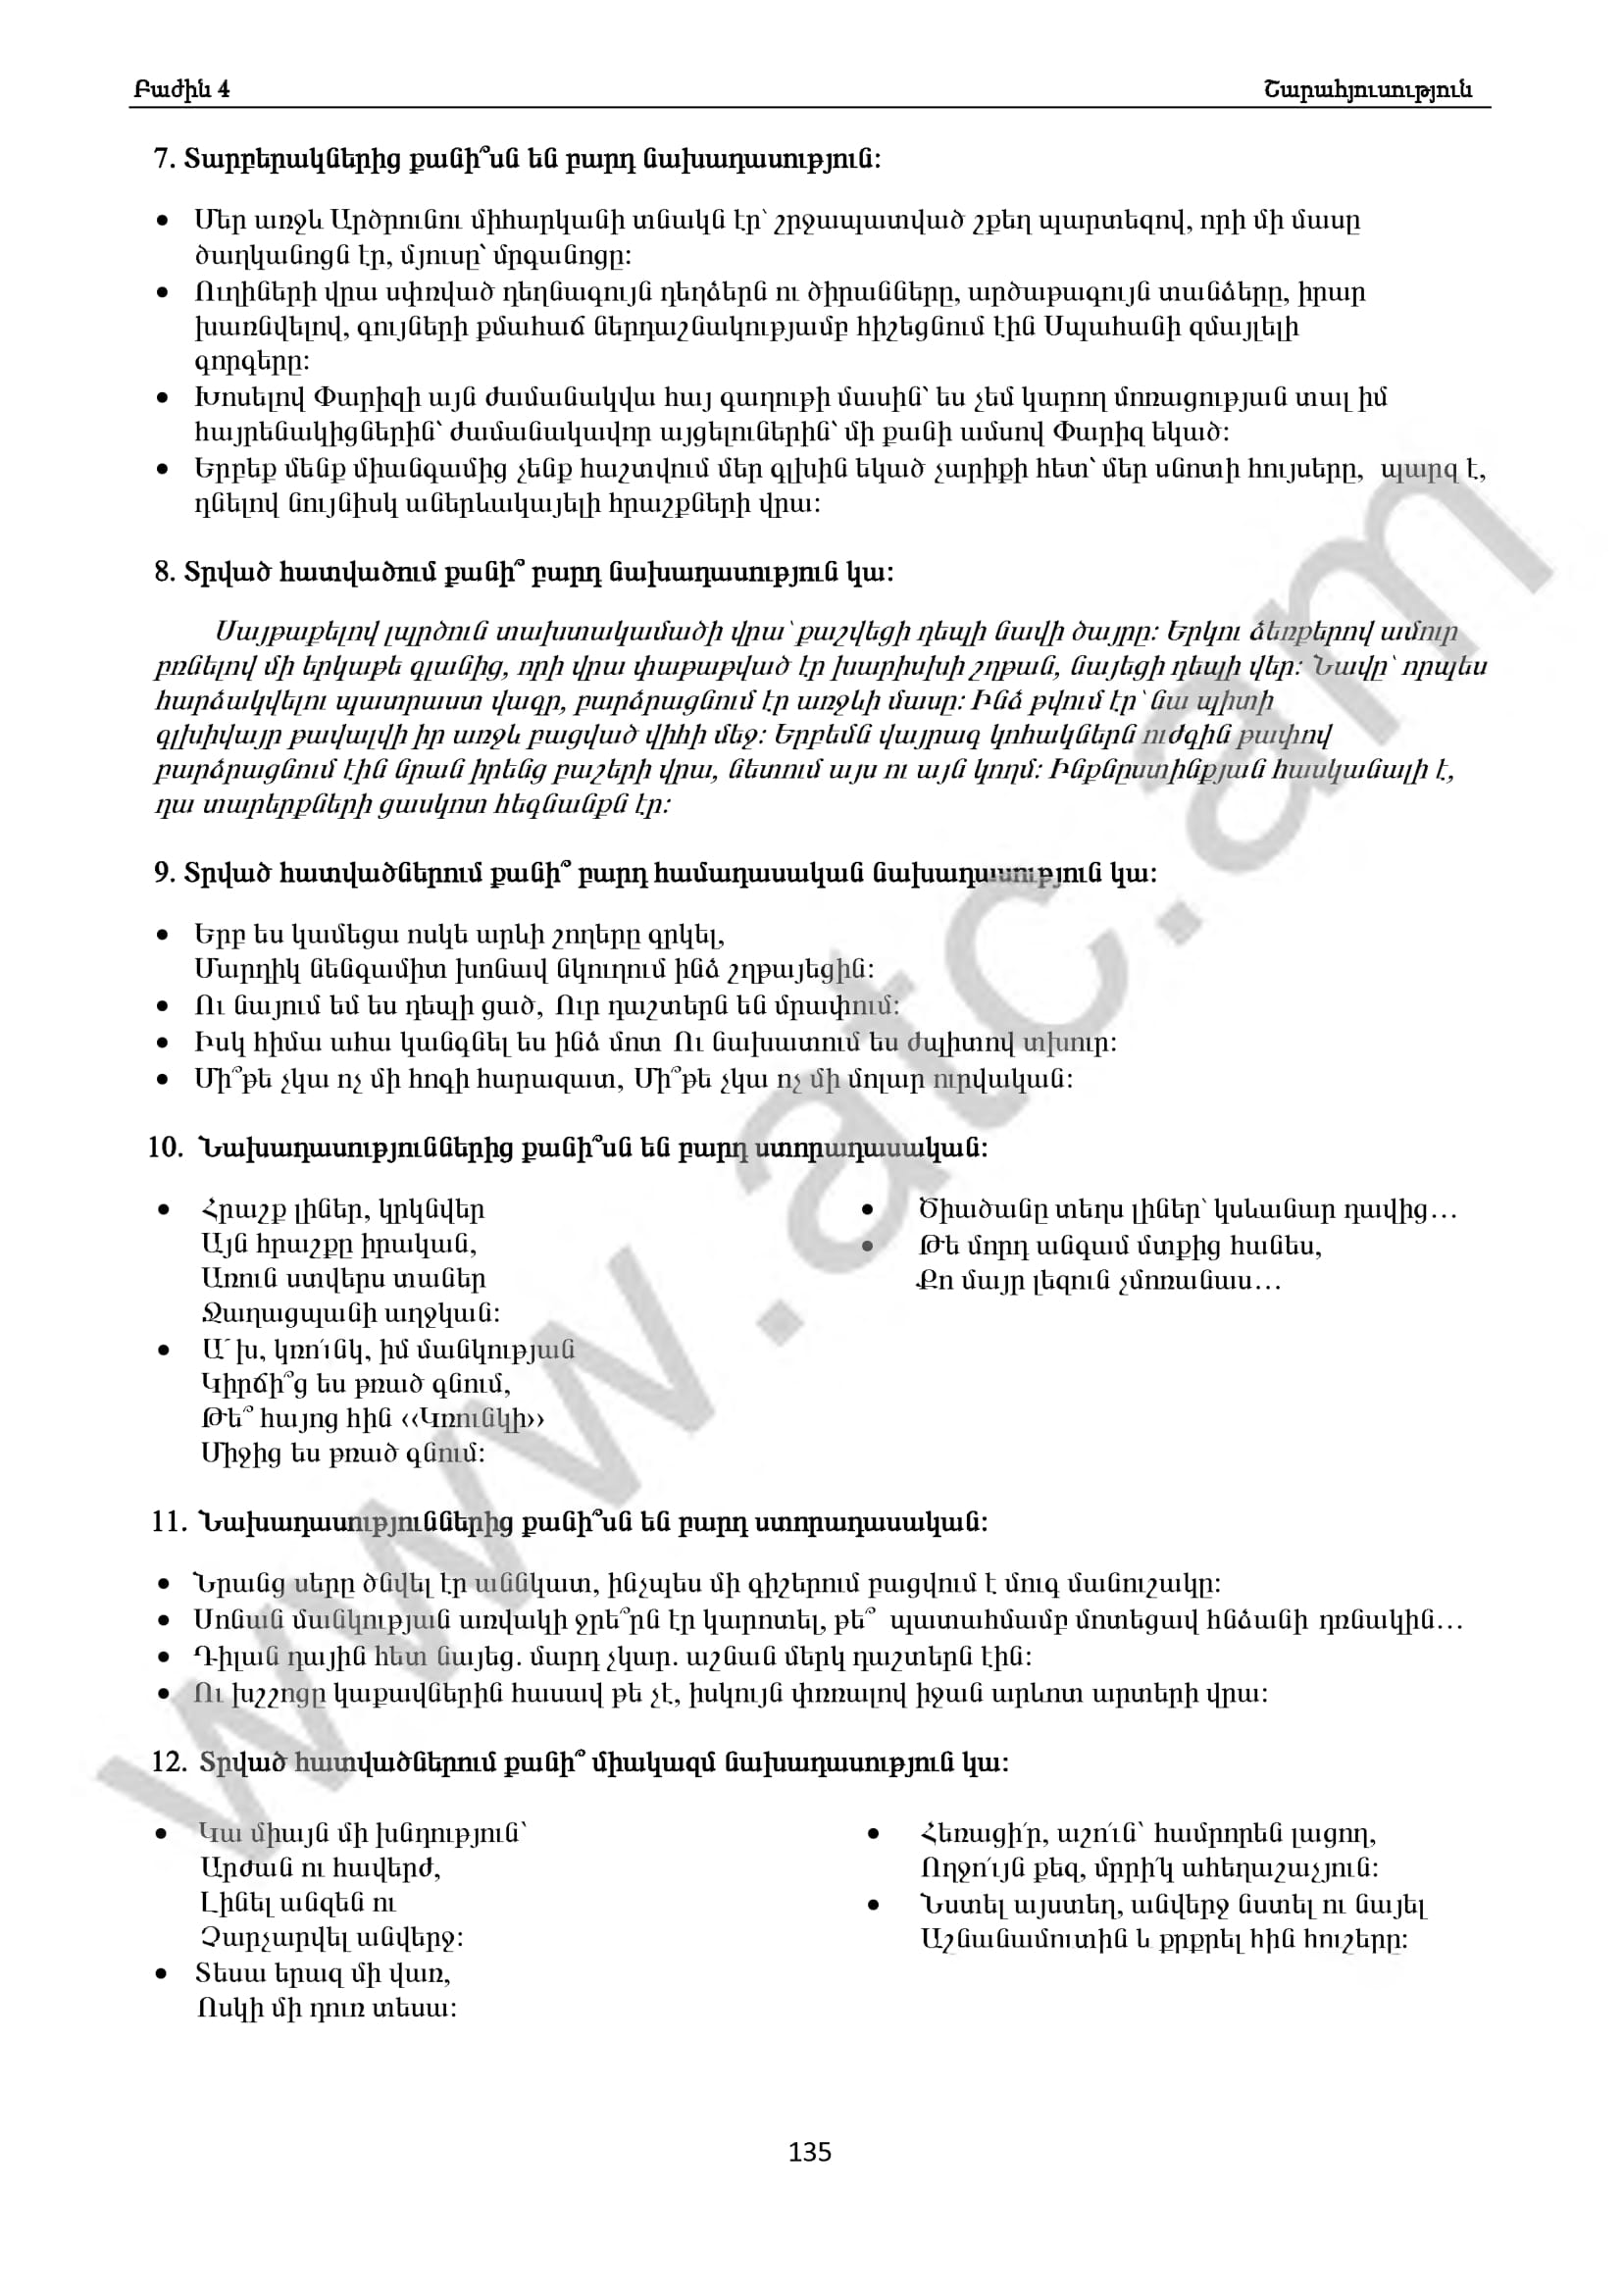 Բաժին 4 Շարահյուսություն
7. Տարբերակներից քանի՞սն են բարդ նախադասություն:
• Մեր առջև Արծրունու միհարկանի տնակն էր՝ շրջապատված շքեղ պարտեզով, որի մի մասը
ծաղկանոցն էր, մյուսը՝ մրգանոցը:
• Ուղիների վրա սփռված դեղնագույն դեղձերն ու ծիրանները, արծաթագույն տանձերը, իրար
խառնվելով, գույների քմահաճ ներդաշնակությամբ հիշեցնում էին Սպահանի զմայլելի
գորգերը:
• Խոսելով Փարիզի այն ժամանակվա հայ գաղութի մասին՝ ես չեմ կարող մոռացության տալ իմ
հայրենակիցներին՝ ժամանակավոր այցելուներին՝ մի քանի ամսով Փարիզ եկած:
• Երբեք մենք միանգամից չենք հաշտվում մեր գլխին եկած չարիքի հետ՝ մեր սնոտի հույսերը, պարզ է,
դնելով նույնիսկ աներևակայելի հրաշքների վրա:
8. Տրված հատվածում քանի՞ բարդ նախադասություն կա:
Սայթաքելով լպրծուն տախտակամածի վրա՝ քաշվեցի դեպի նավի ծայրը: Երկու ձեռքերով ամուր
բռնելով մի երկաթե գլանից, որի վրա փաթաթված էր խարիսխի շղթան, նայեցի դեպի վեր: Նավը՝ որպես
հարձակվելու պատրաստ վագր, բարձրացնում էր առջևի մասը: Ինձ թվում էր՝ նա պիտի
գլխիվայր թավալվի իր առջև բացված վիհի մեջ: Երբեմն վայրագ կոհակներն ուժգին թափով
բարձրացնում էին նրան իրենց բաշերի վրա, նետում այս ու այն կողմ: Ինքնըստինքյան հասկանալի է,
դա տարերքների ցասկոտ հեգնանքն էր:
9. Տրված հատվածներում քանի՞ բարդ համադասական նախադասություն կա:
• Երբ ես կամեցա ոսկե արևի շողերը գրկել,
Մարդիկ նենգամիտ խոնավ նկուղում ինձ շղթայեցին:
• Ու նայում եմ ես դեպի ցած, Ուր դաշտերն են մրափում:
• Իսկ հիմա ահա կանգնել ես ինձ մոտ Ու նախատում ես ժպիտով տխուր:
• Մի՞թե չկա ոչ մի հոգի հարազատ, Մի՞թե չկա ոչ մի մոլար ուրվական:
10. Նախադասություններից քանի՞սն են բարդ ստորադասական:
• Հրաշք լիներ, կրկնվեր
Այն հրաշքը իրական,
Առուն ստվերս տաներ
Ջաղացպանի աղջկան:
• Ա՜խ, կռո՛ւնկ, իմ մանկության
Կիրճի՞ց ես թռած գնում,
Թե՞ հայոց հին ‹‹Կռունկի››
Միջից ես թռած գնում:
• Ծիածանը տեղս լիներ՝ կսևանար դավից…
• Թե մորդ անգամ մտքից հանես,
Քո մայր լեզուն չմոռանաս…
11. Նախադասություններից քանի՞սն են բարդ ստորադասական:
• Նրանց սերը ծնվել էր աննկատ, ինչպես մի գիշերում բացվում է մուգ մանուշակը:
• Սոնան մանկության առվակի ջրե՞րն էր կարոտել, թե՞ պատահմամբ մոտեցավ հնձանի դռնակին…
• Դիլան դային հետ նայեց. մարդ չկար. աշնան մերկ դաշտերն էին:
• Ու խշշոցը կաքավներին հասավ թե չէ, իսկույն փռռալով իջան արևոտ արտերի վրա:
12. Տրված հատվածներում քանի՞ միակազմ նախադասություն կա:
• Կա միայն մի խնդություն՝
Արժան ու հավերժ,
Լինել անզեն ու
Չարչարվել անվերջ:
• Տեսա երազ մի վառ,
Ոսկի մի դուռ տեսա:
• Հեռացի՛ր, աշո՛ւն՝ համրորեն լացող,
Ողջո՛ւյն քեզ, մրրի՛կ ահեղաշաչյուն:
• Նստել այստեղ, անվերջ նստել ու նայել
Աշնանամուտին և քրքրել հին հուշերը:
135
www.atc.am